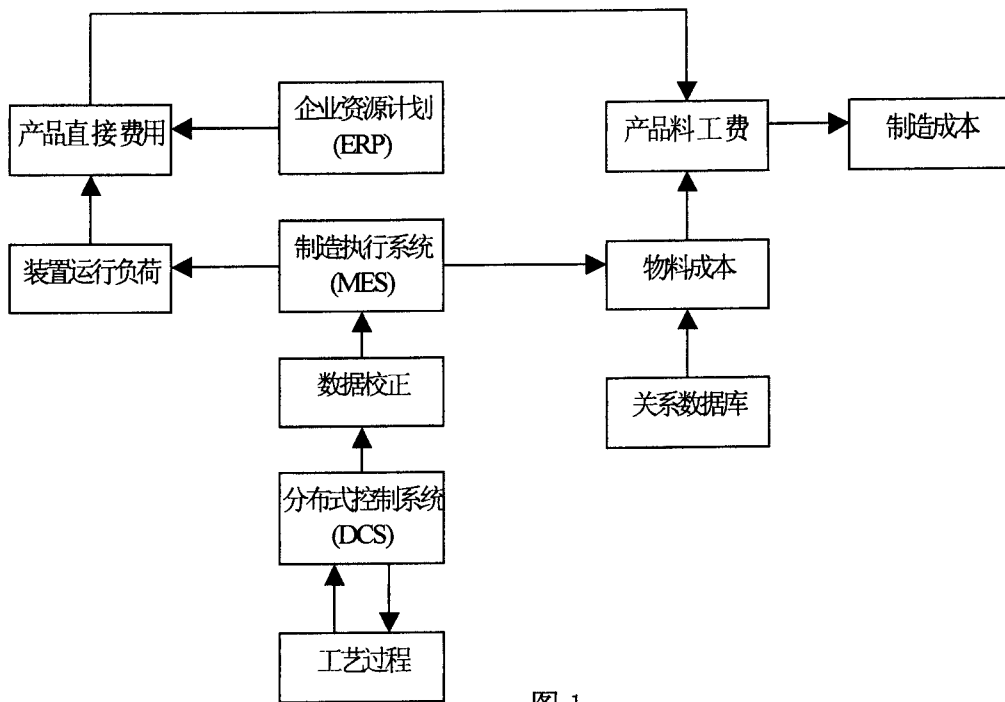 产品直接费用
企业资源计划
(ERP)
产品料工费
制造成本
装置运行负荷
制造执行系统
(MES)
物料成本
数据校正
关系数据库
分布式控制系统
(DCS)
工艺过程
图 1